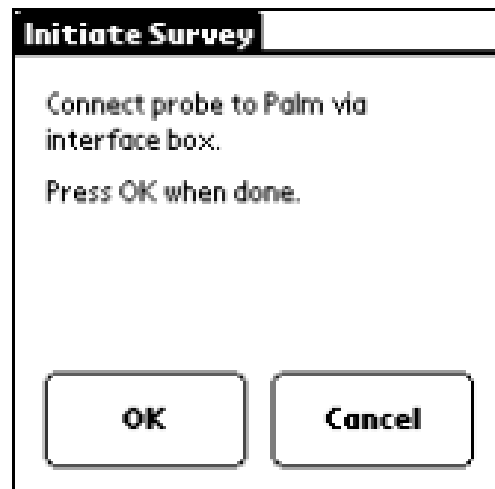 Initiate Survey
Connect probe to Palm via
interface box.
Press OK when done.
OK
Cancel